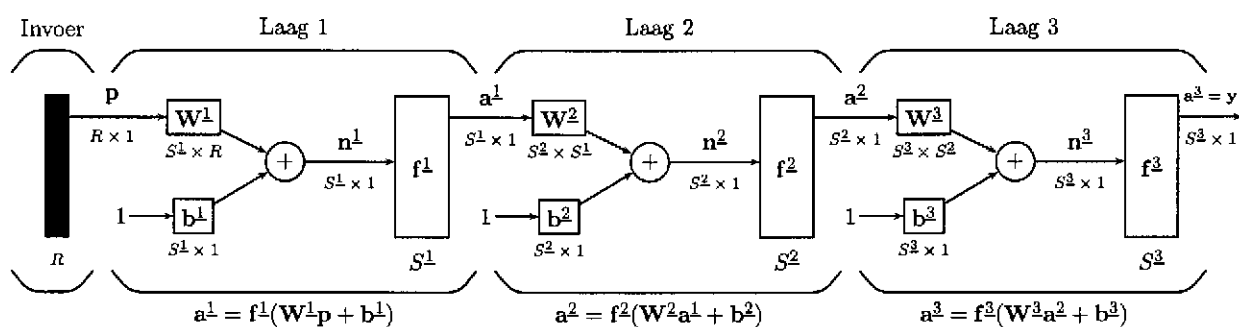 Invoer Laag 1 Laag 2 Laag 3
p a¹ a² a³ = y
W¹ W² W³
R × 1 S¹ × R n¹ S¹ × 1 S² × S¹ n² S² × 1 S³ × S² n³ S³ × 1
+ f¹ + f² + f³
S¹ × 1 S² × 1 S³ × 1
1 b¹ 1 b² 1 b³
R S¹ × 1 S¹ S² × 1 S² S³ × 1 S³
a¹ = f¹(W¹p + b¹) a² = f²(W²a¹ + b²) a³ = f³(W³a² + b³)